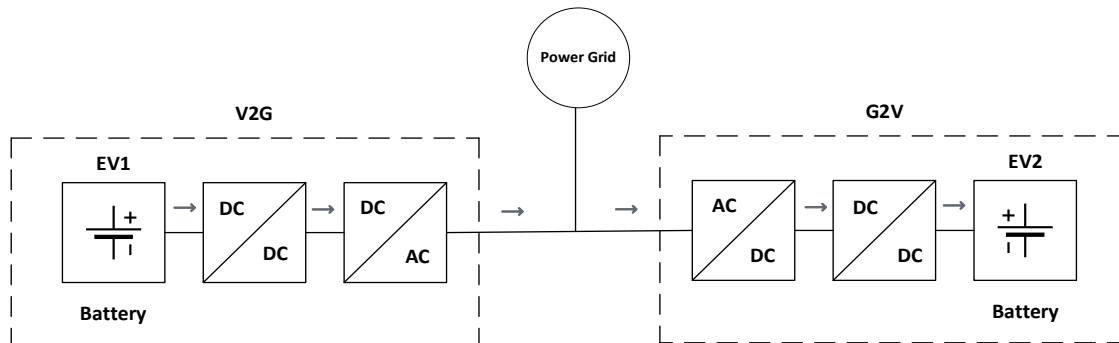 Power Grid
V2G
G2V
EV1
EV2
DC
DC
DC
AC
AC
DC
DC
DC
+
+
Battery
Battery